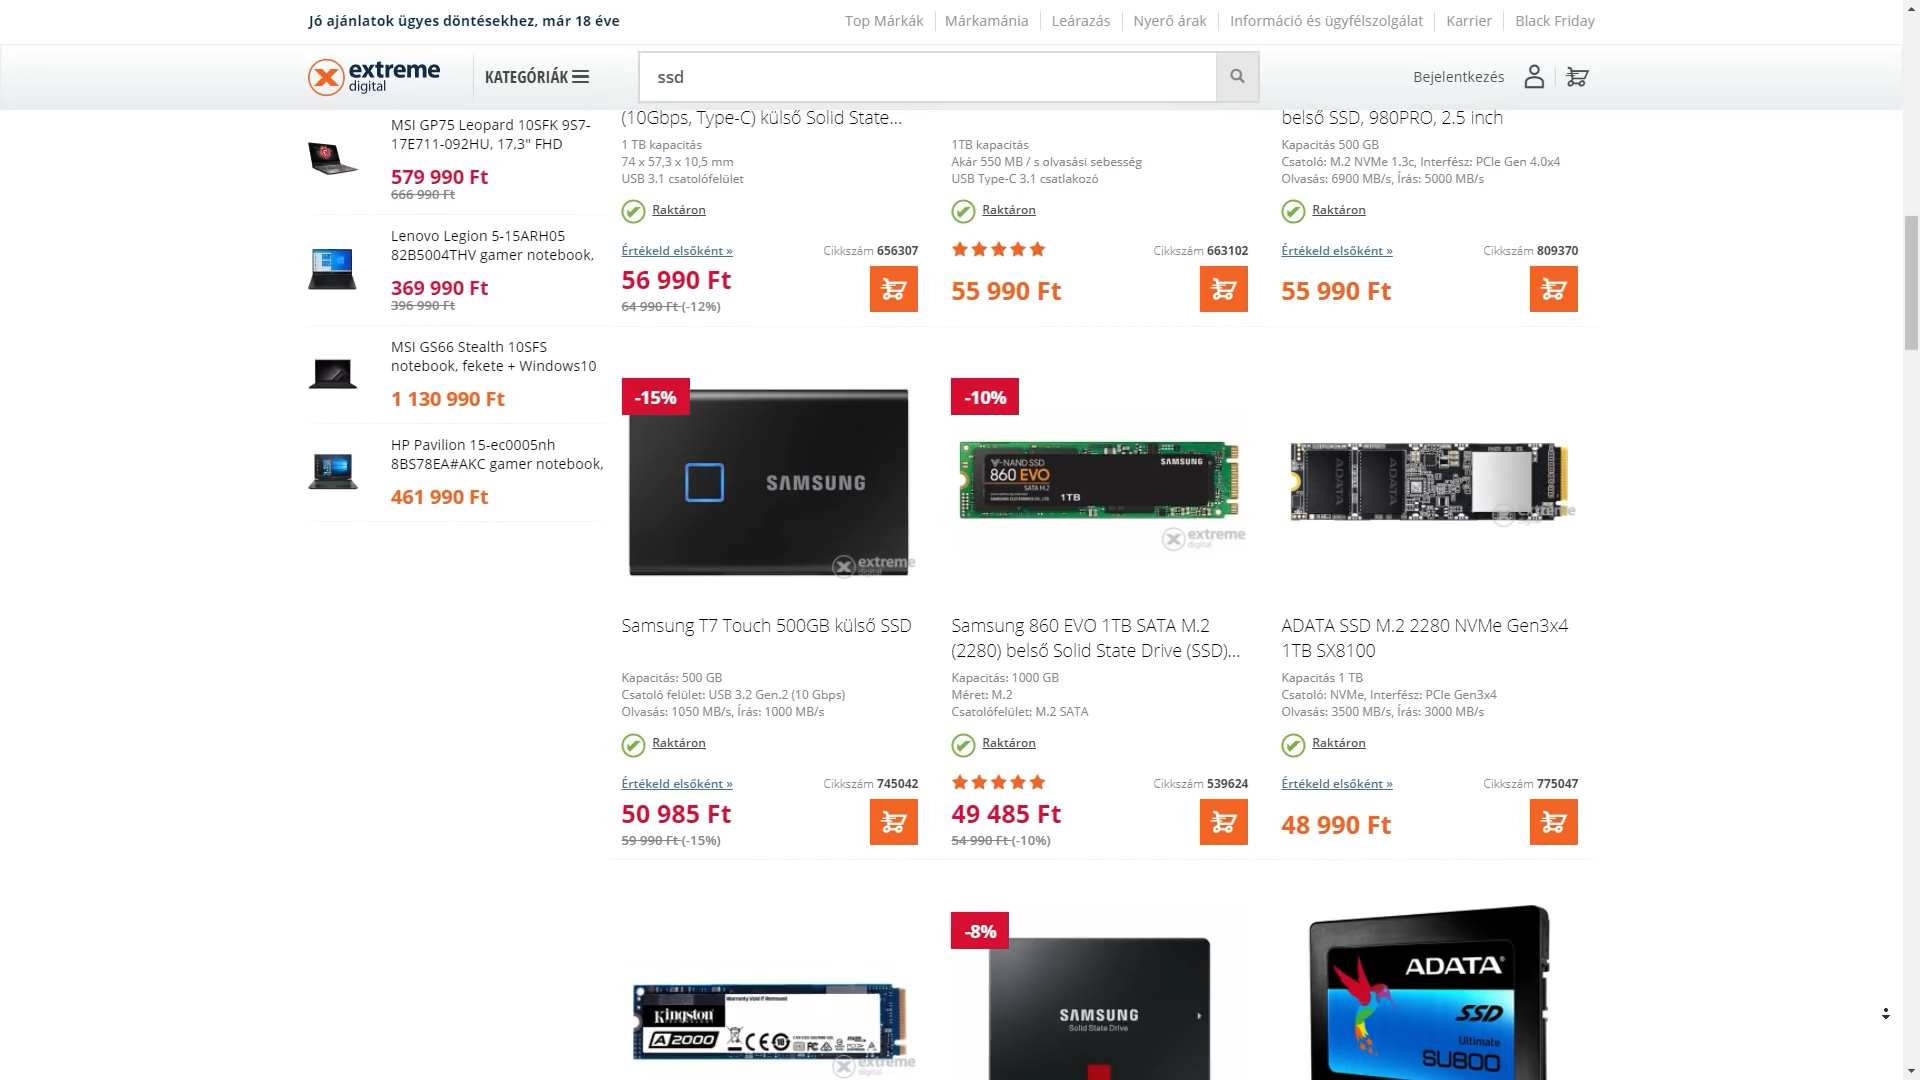 Jó ajánlatok ügyes döntésekhez, már 18 éve
Top Márkák
Márkamánia
Leárazás
Nyerő árak
Információ és ügyfélszolgálat
Karrier
Black Friday
extreme
digital
KATEGÓRIÁK
ssd
Bejelentkezés
MSI GP75 Leopard 10SFK 9S7-
17E711-092HU, 17,3" FHD
579 990 Ft
666 990 Ft
Lenovo Legion 5-15ARH05
82B5004THV gamer notebook,
369 990 Ft
396 990 Ft
MSI GS66 Stealth 10SFS
notebook, fekete + Windows10
1 130 990 Ft
HP Pavilion 15-ec0005nh
8BS78EA#AKC gamer notebook,
461 990 Ft
(10Gbps, Type-C) külső Solid State...
1 TB kapacitás
74 x 57,3 x 10,5 mm
USB 3.1 csatolófelület
Raktáron
Értékeld elsőként »
Cikkszám 656307
56 990 Ft
64 990 Ft (-12%)
1TB kapacitás
Akár 550 MB / s olvasási sebesség
USB Type-C 3.1 csatlakozó
Raktáron
Cikkszám 663102
55 990 Ft
belső SSD, 980PRO, 2.5 inch
Kapacitás 500 GB
Csatoló: M.2 NVMe 1.3c, Interfész: PCIe Gen 4.0x4
Olvasás: 6900 MB/s, Írás: 5000 MB/s
Raktáron
Értékeld elsőként »
Cikkszám 809370
55 990 Ft
-15%
SAMSUNG
extreme
digital
Samsung T7 Touch 500GB külső SSD
Kapacitás: 500 GB
Csatoló felület: USB 3.2 Gen.2 (10 Gbps)
Olvasás: 1050 MB/s, Írás: 1000 MB/s
Raktáron
Értékeld elsőként »
Cikkszám 745042
50 985 Ft
59 990 Ft (-15%)
-10%
V-NAND SSD
860 EVO
SATA M.2
SAMSUNG
1TB
extreme
digital
Samsung 860 EVO 1TB SATA M.2
(2280) belső Solid State Drive (SSD)...
Kapacitás: 1000 GB
Méret: M.2
Csatolófelület: M.2 SATA
Raktáron
Cikkszám 539624
49 485 Ft
54 990 Ft (-10%)
ADATA
ADATA
extreme
ADATA SSD M.2 2280 NVMe Gen3x4
1TB SX8100
Kapacitás 1 TB
Csatoló: NVMe, Interfész: PCIe Gen3x4
Olvasás: 3500 MB/s, Írás: 3000 MB/s
Raktáron
Értékeld elsőként »
Cikkszám 775047
48 990 Ft
Warranty Void If Removed
Kingston
A2000
extreme
digital
-8%
SAMSUNG
Solid State Drive
ADATA
SSD
Ultimate
SU800